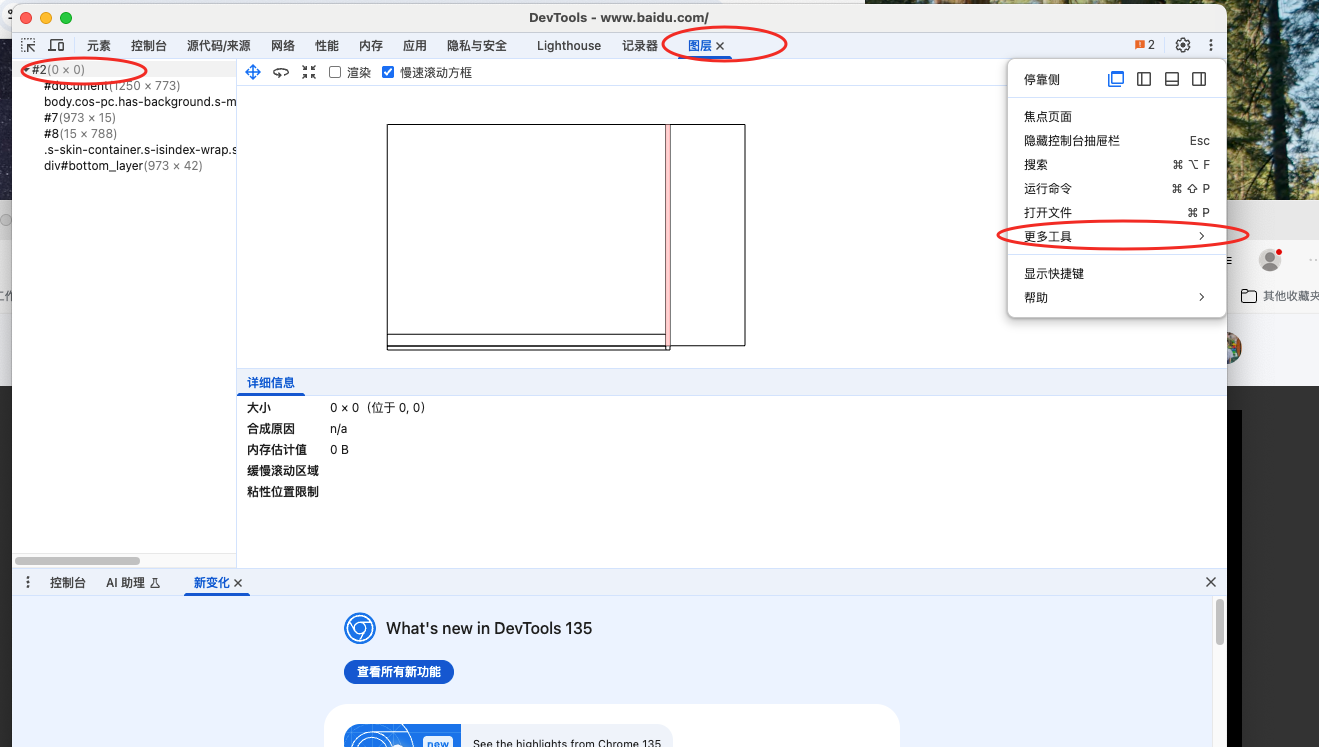 DevTools - www.baidu.com/
元素 控制台 源代码/来源 网络 性能 内存 应用 隐私与安全 Lighthouse 记录器 图层 2
#2(0 × 0)
#document(1250 × 773)
body.cos-pc.has-background.s-m
#7(973 × 15)
#8(15 × 788)
.s-skin-container.s-isindex-wrap.s
div#bottom_layer(973 × 42)
渲染 慢速滚动方框
停靠侧
焦点页面
隐藏控制台抽屉栏 Esc
搜索 ⌘ ⌥ F
运行命令 ⌘ ⇧ P
打开文件 ⌘ P
更多工具
显示快捷键
帮助
其他收藏夹
工作
详细信息
大小 0 × 0（位于 0, 0）
合成原因 n/a
内存估计值 0 B
缓慢滚动区域
粘性位置限制
控制台 AI 助理 新变化
What's new in DevTools 135
查看所有新功能
new
See the highlights from Chrome 135